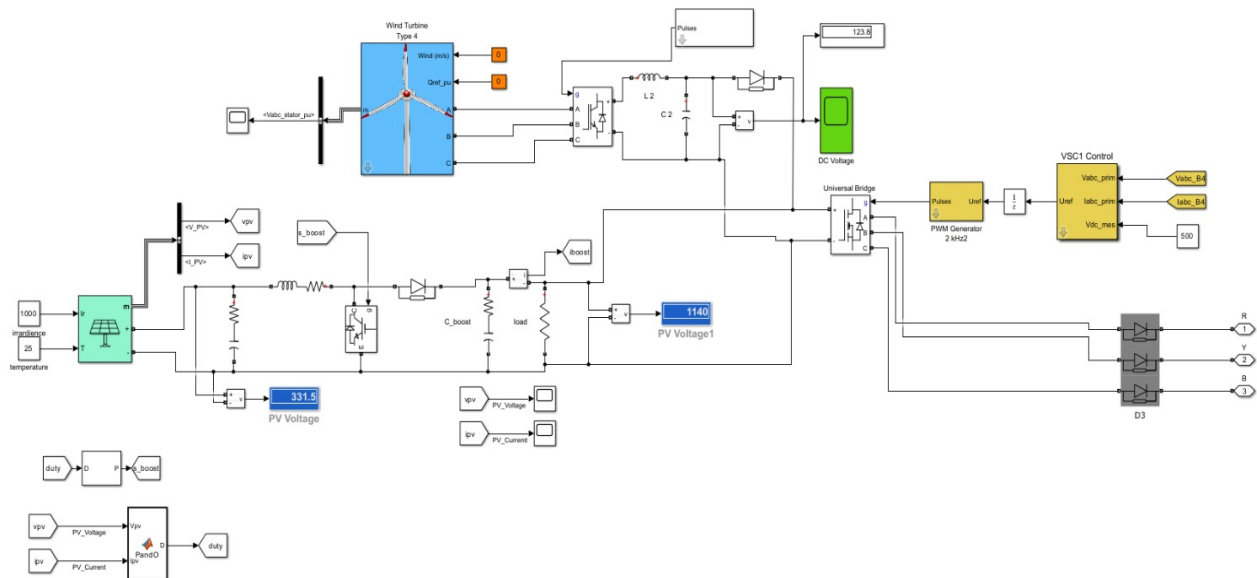 Wind Turbine
Type 4
Wind (m/s)
0
Qref_pu
0
m
A
B
C
<Vabc_stator_pu>
Pulses
g
A
B
C
+
-
L 2
C 2
+
-
v
123.8
DC Voltage
VSC1 Control
Vabc_prim
Iabc_prim
Vdc_mes
Uref
Vabc_B4
Iabc_B4
500
1
z
Pulses
Uref
PWM Generator
2 kHz2
Universal Bridge
g
A
B
C
+
-
<V_PV>
vpv
<I_PV>
ipv
s_boost
iboost
i
+
-
1000
irrardience
25
temperature
Ir
T
m
+
-
g
C
E
C_boost
load
+
-
v
1140
PV Voltage1
+
-
v
331.5
PV Voltage
vpv
PV_Voltage
ipv
PV_Current
R
1
Y
2
B
3
D3
duty
D
P
s_boost
vpv
PV_Voltage
ipv
PV_Current
Vpv
Ipv
PandO
D
duty